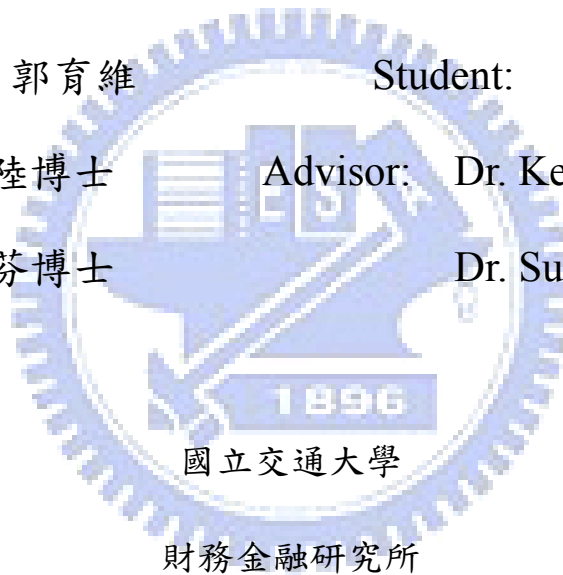 郭育維 Student:
陸博士 Advisor: Dr. Ke
芬博士 Dr. Su
1896
國立交通大學
財務金融研究所